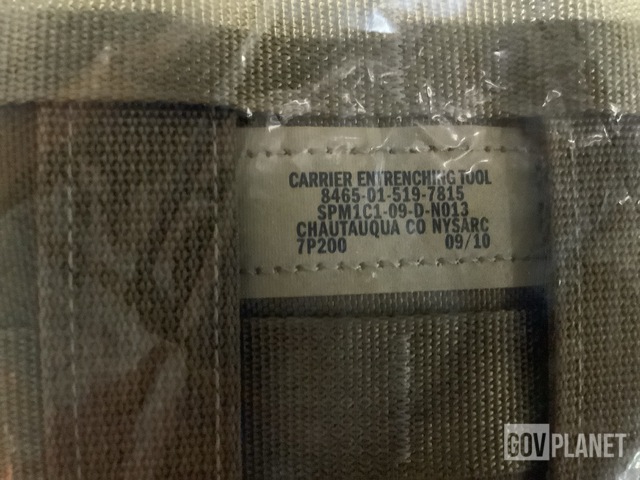 CARRIER ENTRENCHING TOOL
8465-01-519-7815
SPM1C1-09-D-N013
CHAUTAUQUA CO NYSARC
7P200 09/10
GOVPLANET